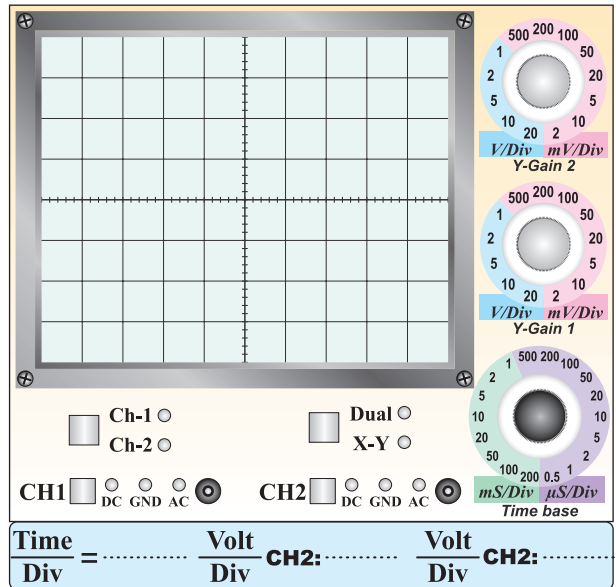 500 200 100
1 50
2 20
5 10
10 5
20 2
V/Div mV/Div
Y-Gain 2
500 200 100
1 50
2 20
5 10
10 5
20 2
V/Div mV/Div
Y-Gain 1
500 200 100
1 50
2 20
5 10
10 5
20 2
50 1
100 0.5
200
mS/Div µS/Div
Time base
Ch-1
Ch-2
Dual
X-Y
CH1 DC GND AC
CH2 DC GND AC
Time/Div = ............... Volt/Div CH2: ............... Volt/Div CH2: ...............